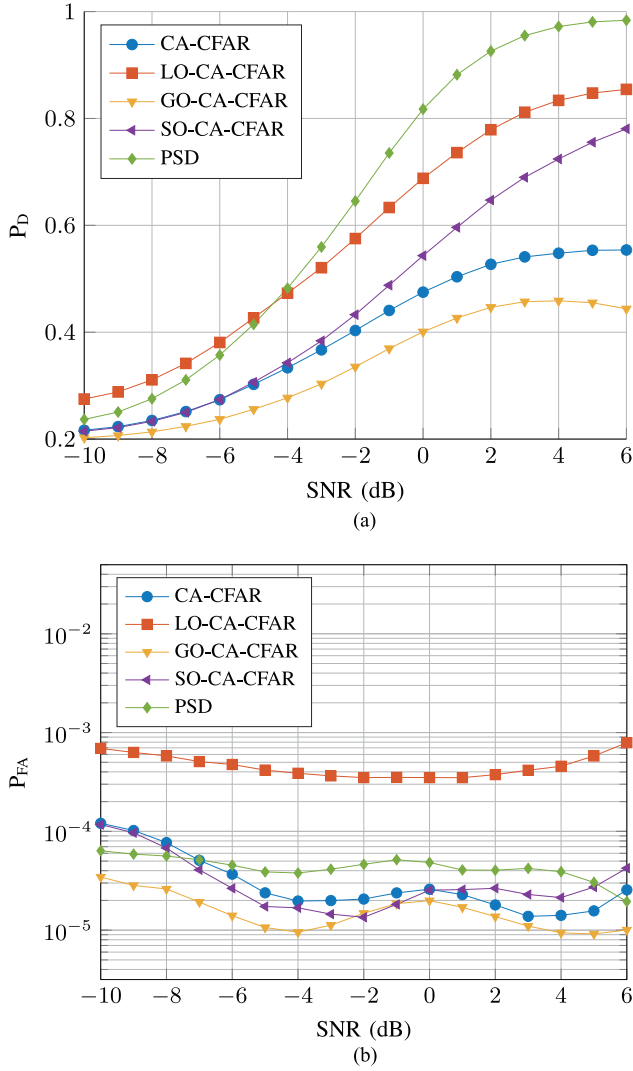 1
0.8
0.6
0.4
0.2
P_D
CA-CFAR
LO-CA-CFAR
GO-CA-CFAR
SO-CA-CFAR
PSD
−10 −8 −6 −4 −2 0 2 4 6
SNR (dB)
(a)
10^−2
10^−3
10^−4
10^−5
P_FA
CA-CFAR
LO-CA-CFAR
GO-CA-CFAR
SO-CA-CFAR
PSD
−10 −8 −6 −4 −2 0 2 4 6
SNR (dB)
(b)